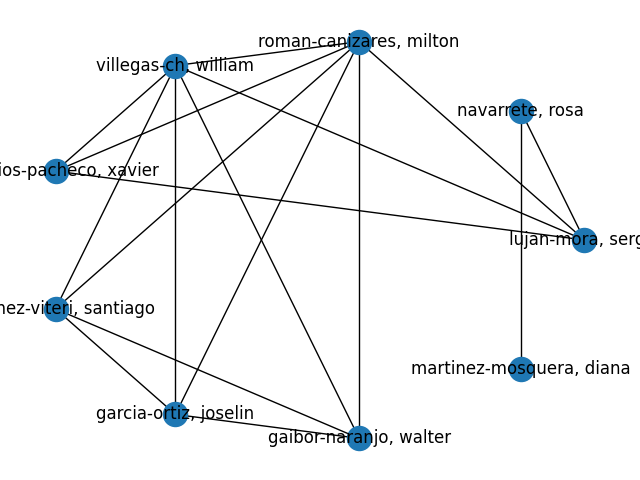 roman-canizares, milton
villegas-ch, william
navarrete, rosa
ios-pacheco, xavier
lujan-mora, serg
nez-viteri, santiago
martinez-mosquera, diana
garcia-ortiz, joselin
gaibor-naranjo, walter